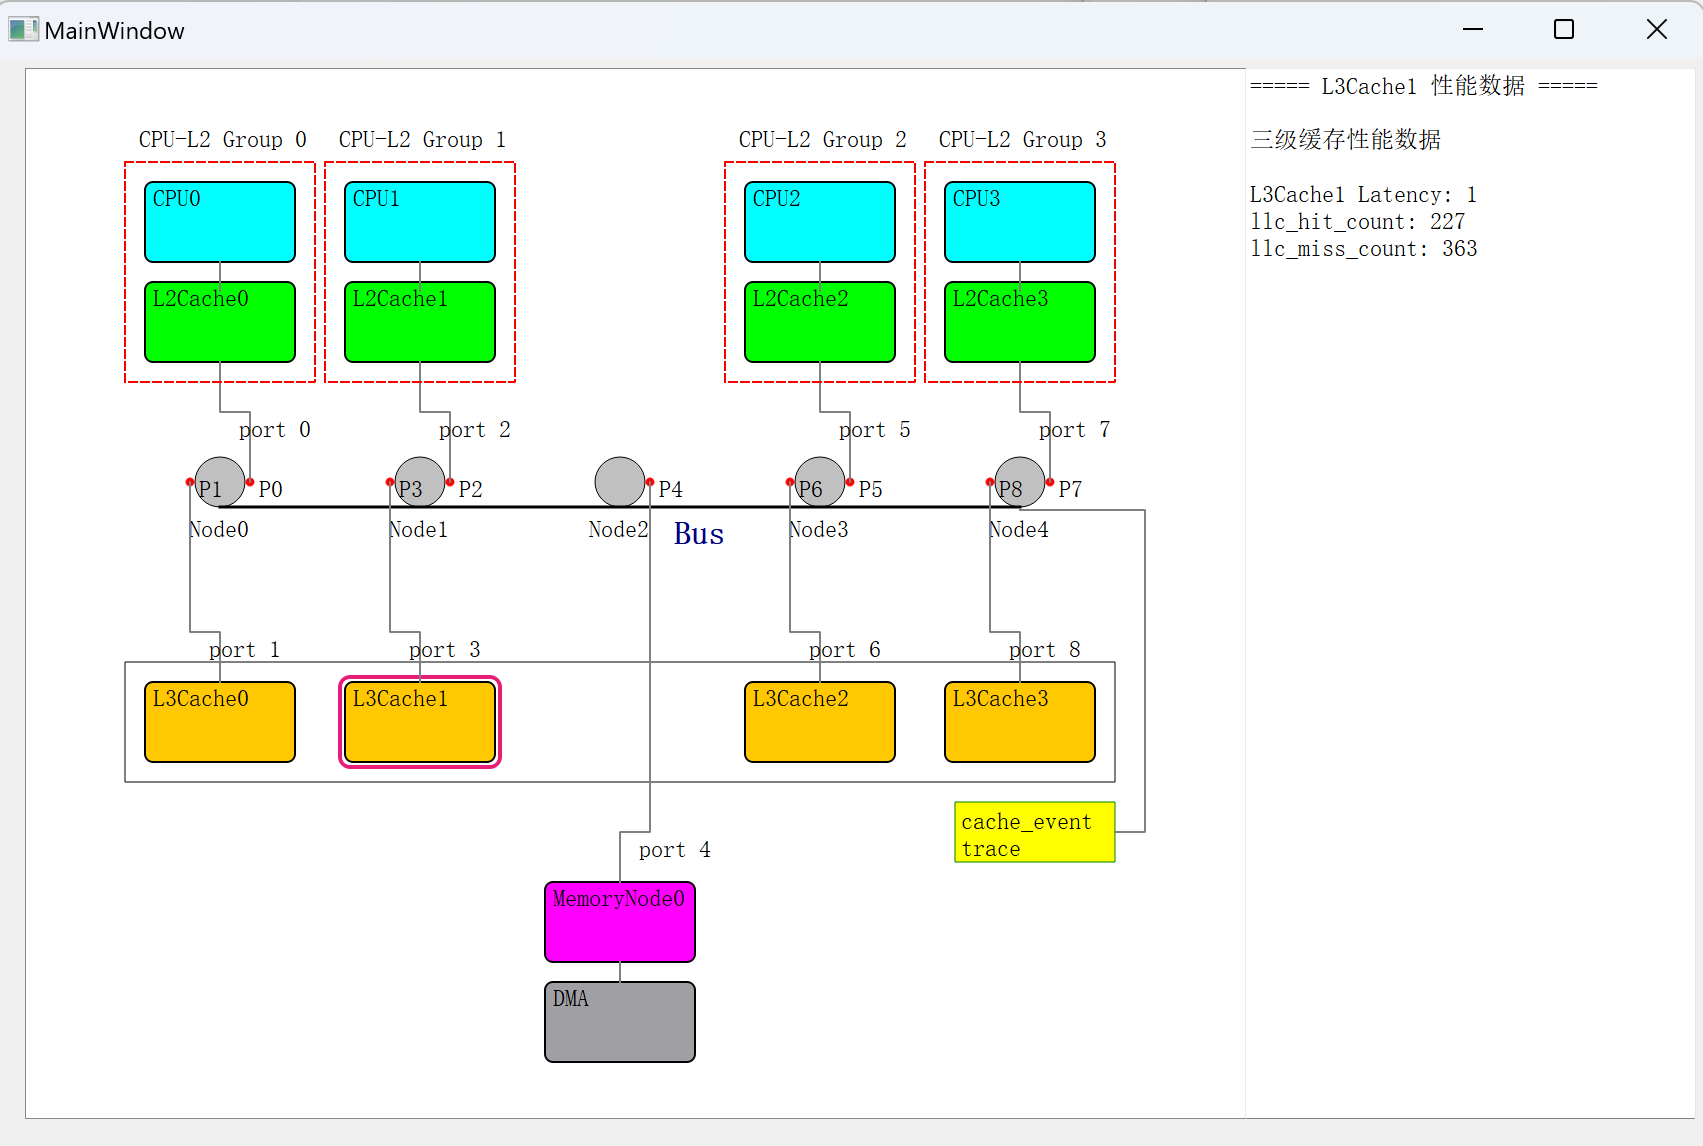 MainWindow
===== L3Cache1 性能数据 =====
三级缓存性能数据
L3Cache1 Latency: 1
llc_hit_count: 227
llc_miss_count: 363
CPU-L2 Group 0
CPU-L2 Group 1
CPU-L2 Group 2
CPU-L2 Group 3
CPU0
CPU1
CPU2
CPU3
L2Cache0
L2Cache1
L2Cache2
L2Cache3
port 0
port 2
port 5
port 7
P1
P0
P3
P2
P4
P6
P5
P8
P7
Node0
Node1
Node2
Bus
Node3
Node4
port 1
port 3
port 6
port 8
L3Cache0
L3Cache1
L3Cache2
L3Cache3
cache_event
trace
port 4
MemoryNode0
DMA